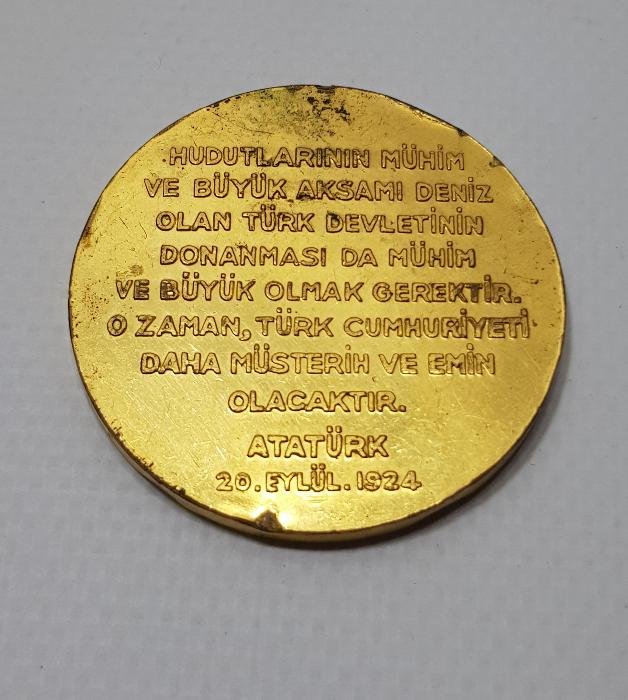 HUDUTLARININ MÜHİM
VE BÜYÜK AKSAMI DENİZ
OLAN TÜRK DEVLETİNİN
DONANMASI DA MÜHİM
VE BÜYÜK OLMAK GEREKTİR.
O ZAMAN, TÜRK CUMHURİYETİ
DAHA MÜSTERİH VE EMİN
OLACAKTIR.
ATATÜRK
20.EYLÜL.1924